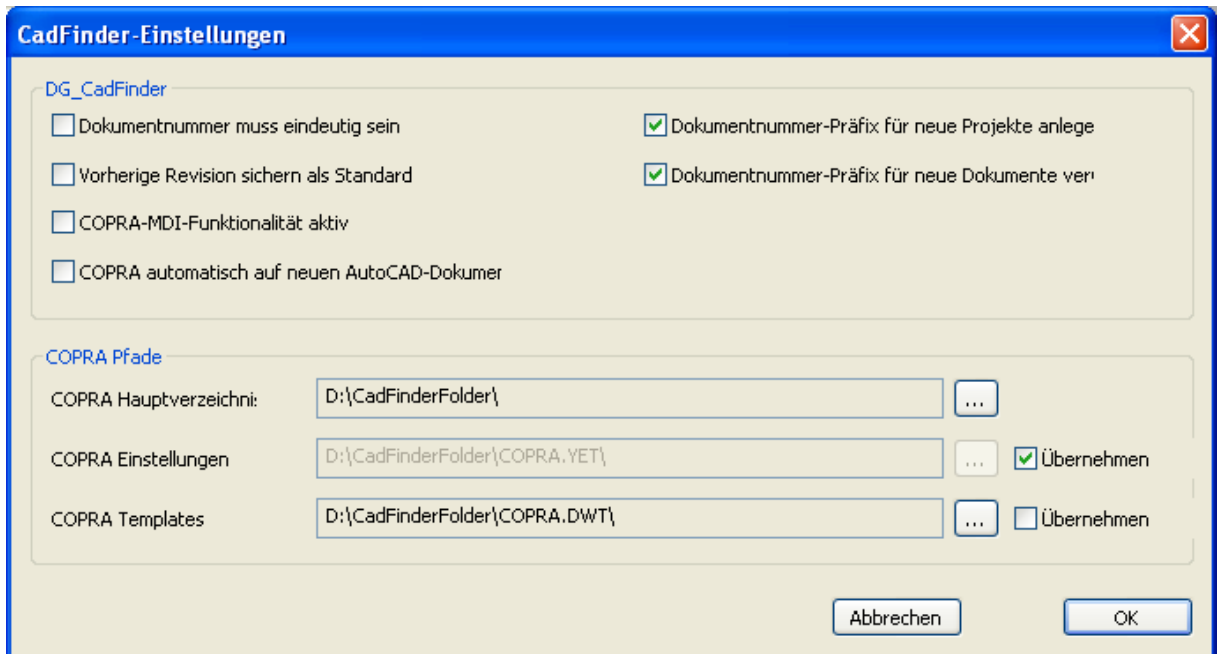 CadFinder-Einstellungen
DG_CadFinder
Dokumentnummer muss eindeutig sein
Dokumentnummer-Präfix für neue Projekte anlege
Vorherige Revision sichern als Standard
Dokumentnummer-Präfix für neue Dokumente ver
COPRA-MDI-Funktionalität aktiv
COPRA automatisch auf neuen AutoCAD-Dokumer
COPRA Pfade
COPRA Hauptverzeichni
D:\CadFinderFolder\
...
COPRA Einstellungen
D:\CadFinderFolder\COPRA.YET\
...
Übernehmen
COPRA Templates
D:\CadFinderFolder\COPRA.DWT\
...
Übernehmen
Abbrechen
OK